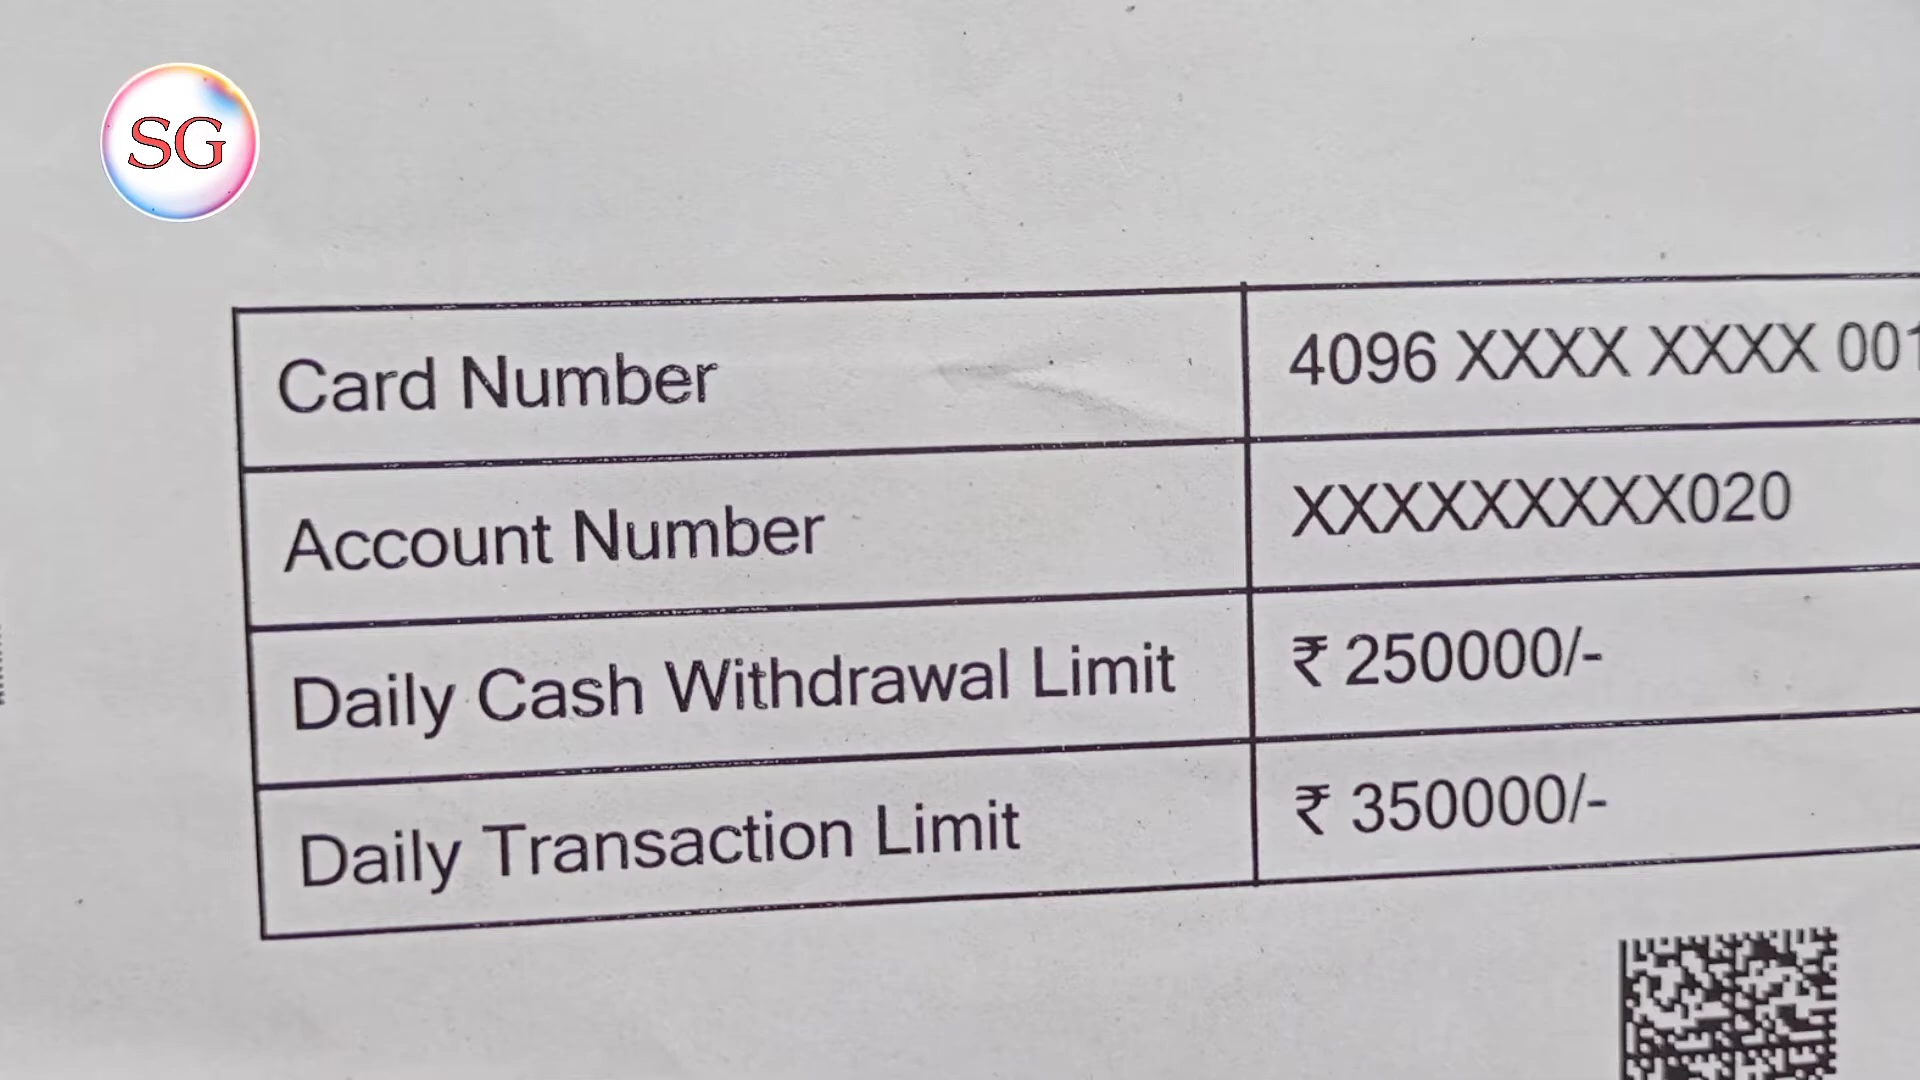 SG
Card Number 4096 XXXX XXXX 001
Account Number XXXXXXXXXX020
Daily Cash Withdrawal Limit ₹ 250000/-
Daily Transaction Limit ₹ 350000/-